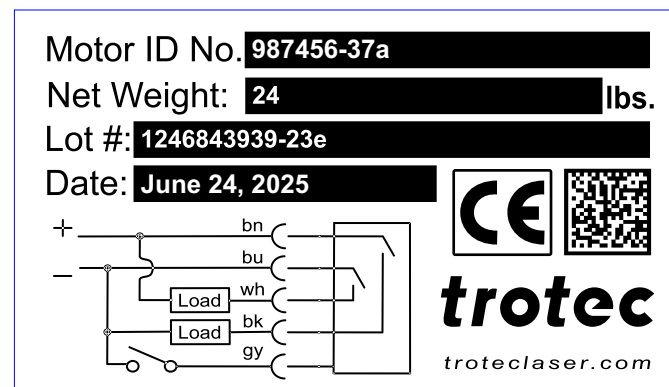 Motor ID No. 987456-37a
Net Weight: 24 lbs.
Lot #: 1246843939-23e
Date: June 24, 2025
CE
+ bn
− bu
Load wh
Load bk
gy
trotec
troteclaser.com